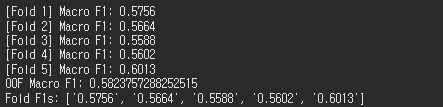 [Fold 1] Macro F1: 0.5756
[Fold 2] Macro F1: 0.5664
[Fold 3] Macro F1: 0.5588
[Fold 4] Macro F1: 0.5602
[Fold 5] Macro F1: 0.6013
OOF Macro F1: 0.5823757288252515
Fold F1s: ['0.5756', '0.5664', '0.5588', '0.5602', '0.6013']